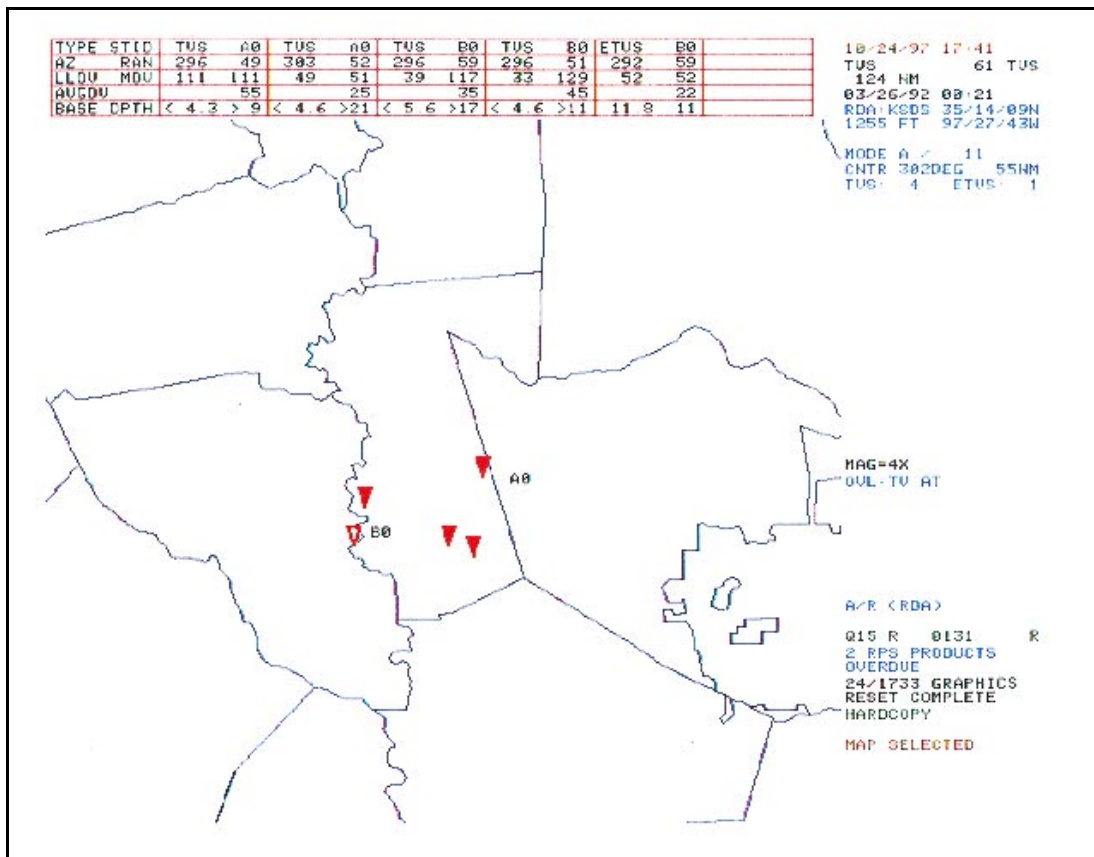 TYPE STID TVS A0 TVS A0 TVS B0 TVS B0 ETVS B0
AZ RAN 296 49 303 52 296 59 296 51 292 59
LLDV MDV 111 111 49 51 39 117 33 129 52 52
AVGDV 55 25 35 45 22
BASE DPTH < 4.3 > 9 < 4.6 >21 < 5.6 >17 < 4.6 >11 11.8 11
10/24/97 17:41
TVS 61 TVS
124 NM
03/26/92 00:21
RDA:KSDS 35/14/09N
1255 FT 97/27/43W
MODE A / 11
CNTR 302DEG 55NM
TVS: 4 ETVS: 1
MAG=4X
OVL-TV AT
A0
B0
A/R (RDA)
Q15 R 0131 R
2 RPS PRODUCTS
OVERDUE
24/1733 GRAPHICS
RESET COMPLETE
HARDCOPY
MAP SELECTED